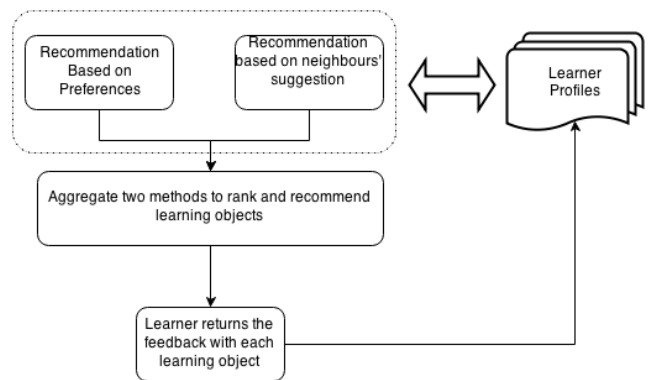 Recommendation
Based on
Preferences
Recommendation
based on neighbours'
suggestion
Learner
Profiles
Aggregate two methods to rank and recommend
learning objects
Learner returns the
feedback with each
learning object